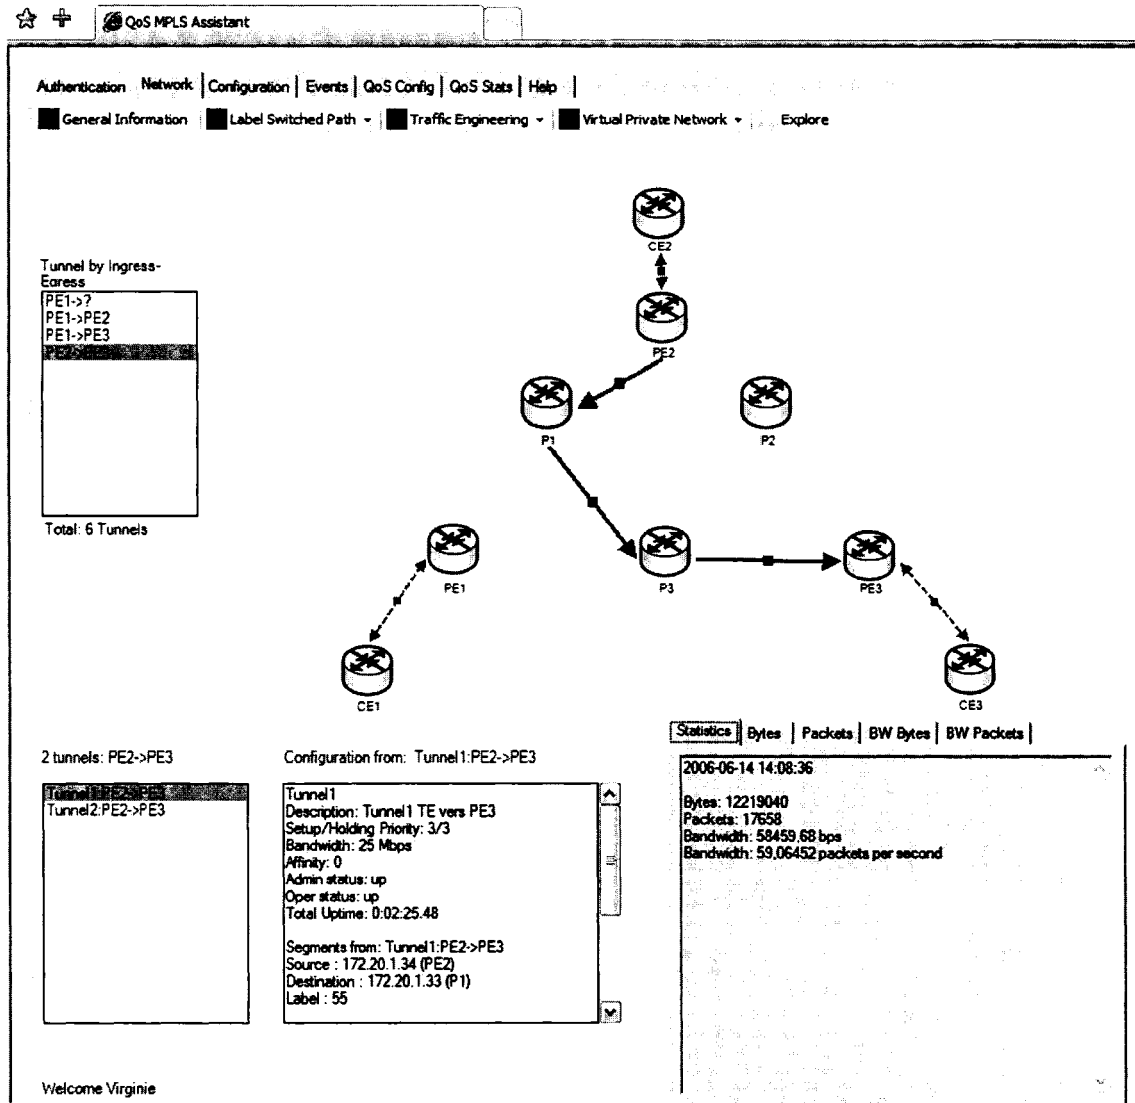 QoS MPLS Assistant
Authentication Network Configuration Events QoS Config QoS Stats Help
General Information Label Switched Path Traffic Engineering Virtual Private Network Explore
CE2
Tunnel by Ingress-
Egress
PE1->?
PE1->PE2
PE1->PE3
PE2
P1
P2
Total: 6 Tunnels
PE1
P3
PE3
CE1
CE3
Statistics Bytes Packets BW Bytes BW Packets
2 tunnels: PE2->PE3
Tunnel2:PE2->PE3
Configuration from: Tunnel1:PE2->PE3
Tunnel1
Description: Tunnel1 TE vers PE3
Setup/Holding Priority: 3/3
Bandwidth: 25 Mbps
Affinity: 0
Admin status: up
Oper status: up
Total Uptime: 0:02:25.48
Segments from: Tunnel1:PE2->PE3
Source : 172.20.1.34 (PE2)
Destination : 172.20.1.33 (P1)
Label : 55
2006-06-14 14:08:36
Bytes: 12219040
Packets: 17658
Bandwidth: 58459,68 bps
Bandwidth: 59,06452 packets per second
Welcome Virginie